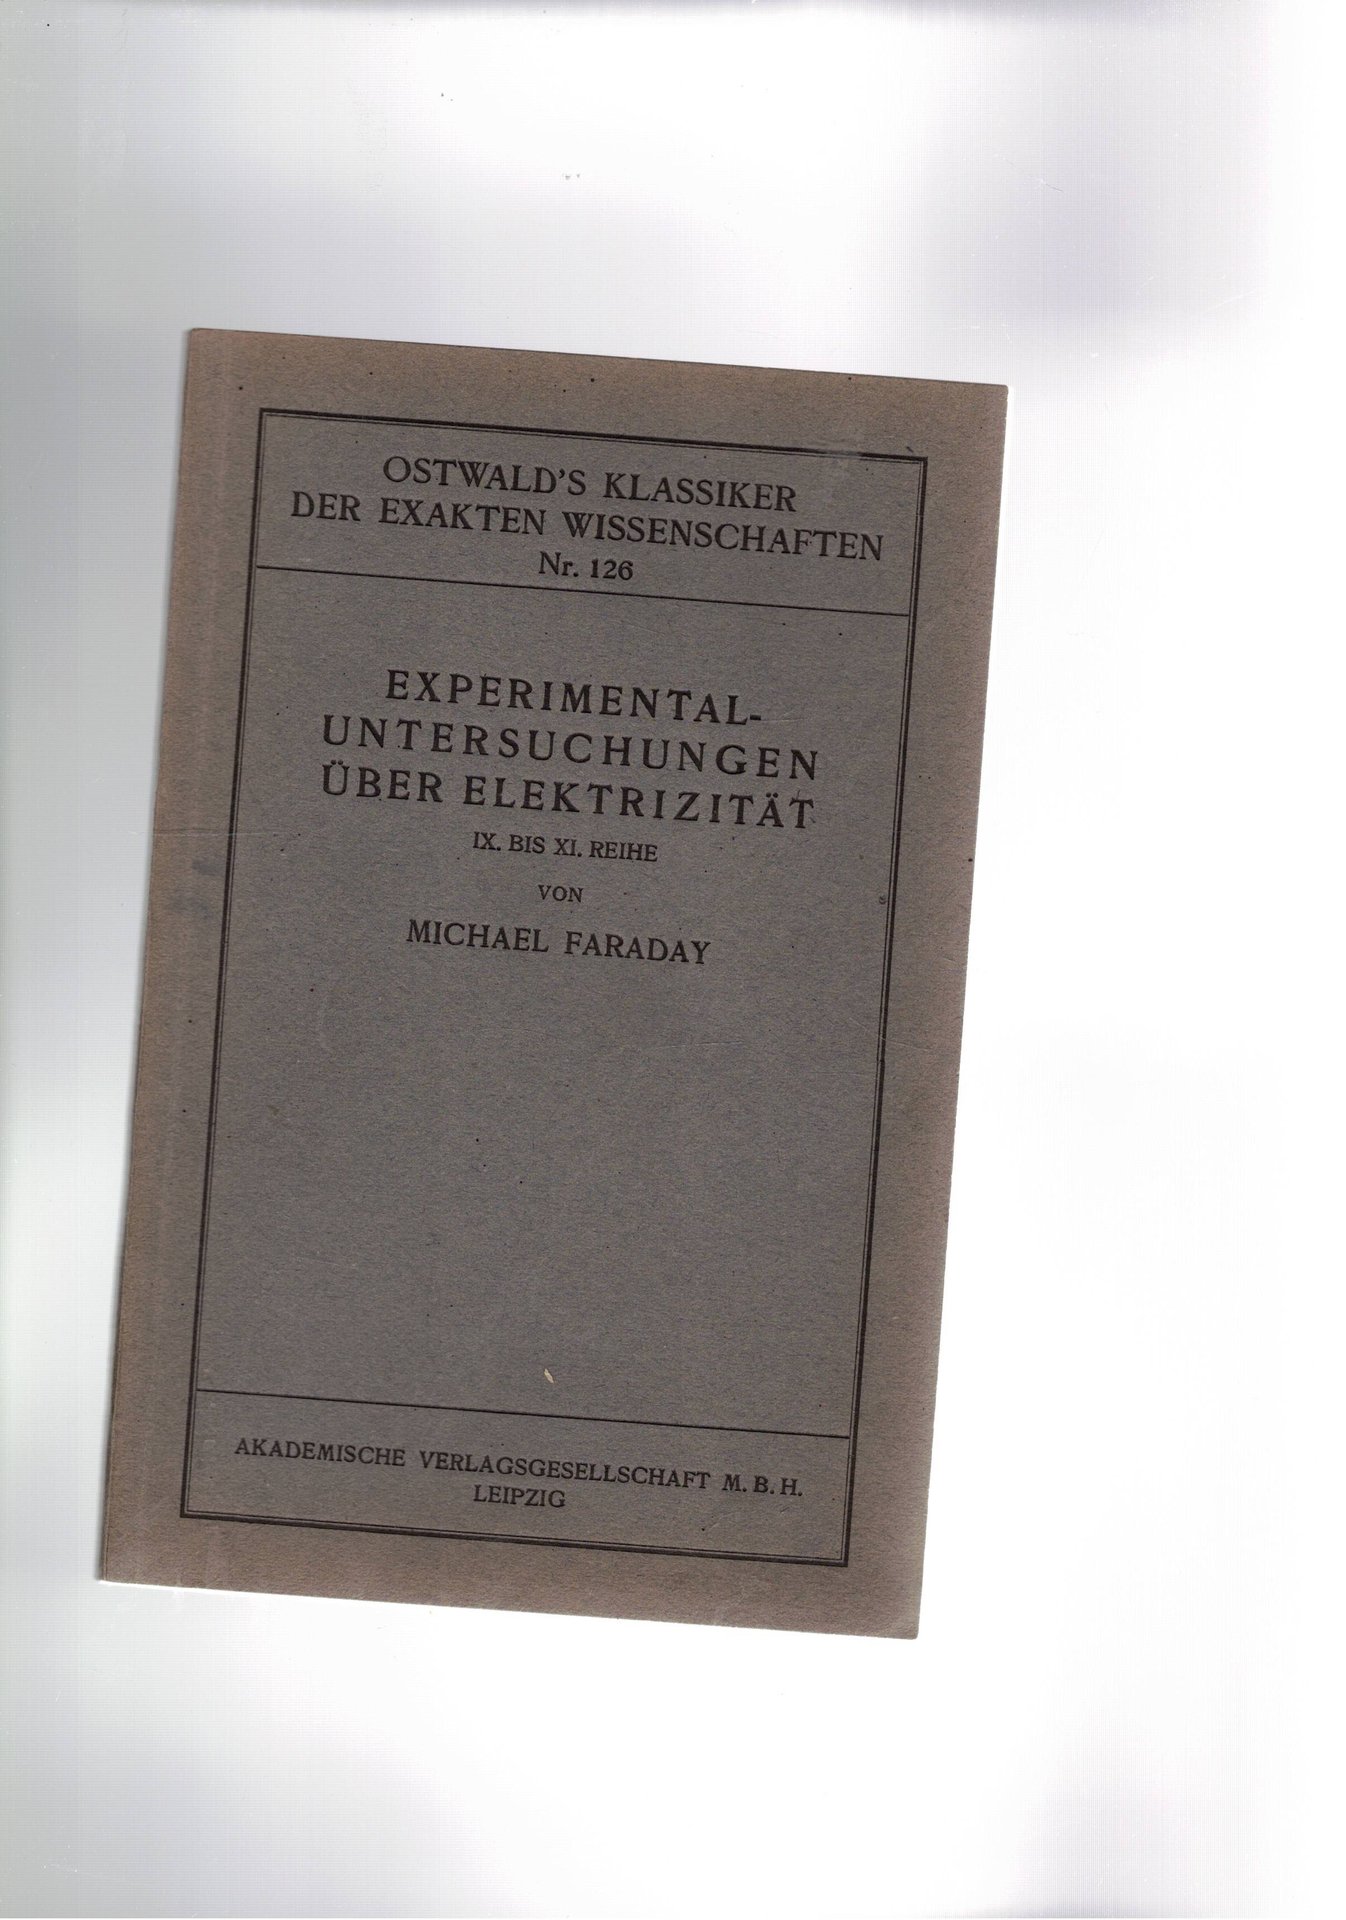 OSTWALD'S KLASSIKER
DER EXAKTEN WISSENSCHAFTEN
Nr. 126
EXPERIMENTAL-
UNTERSUCHUNGEN
ÜBER ELEKTRIZITÄT
IX. BIS XI. REIHE
VON
MICHAEL FARADAY
AKADEMISCHE VERLAGSGESELLSCHAFT M. B. H.
LEIPZIG